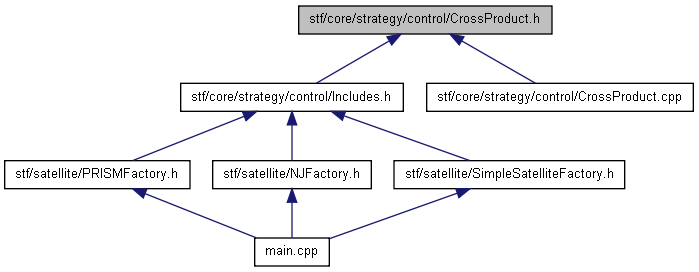 stf/core/strategy/control/CrossProduct.h
stf/core/strategy/control/Includes.h
stf/core/strategy/control/CrossProduct.cpp
stf/satellite/PRISMFactory.h
stf/satellite/NJFactory.h
stf/satellite/SimpleSatelliteFactory.h
main.cpp